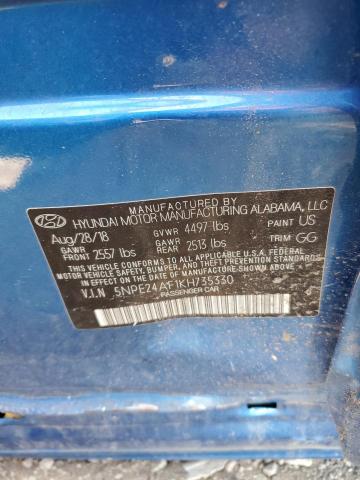 MANUFACTURED BY
HYUNDAI MOTOR MANUFACTURING ALABAMA, LLC
Aug/28/18 GVWR 4497 lbs PAINT US
GAWR FRONT 2557 lbs GAWR REAR 2513 lbs TRIM GG
THIS VEHICLE CONFORMS TO ALL APPLICABLE U.S. FEDERAL
MOTOR VEHICLE SAFETY, BUMPER, AND THEFT PREVENTION STANDARDS
IN EFFECT ON THE DATE OF MANUFACTURE SHOWN ABOVE.
V.I.N 5NPE24AF1KH735330
PASSENGER CAR